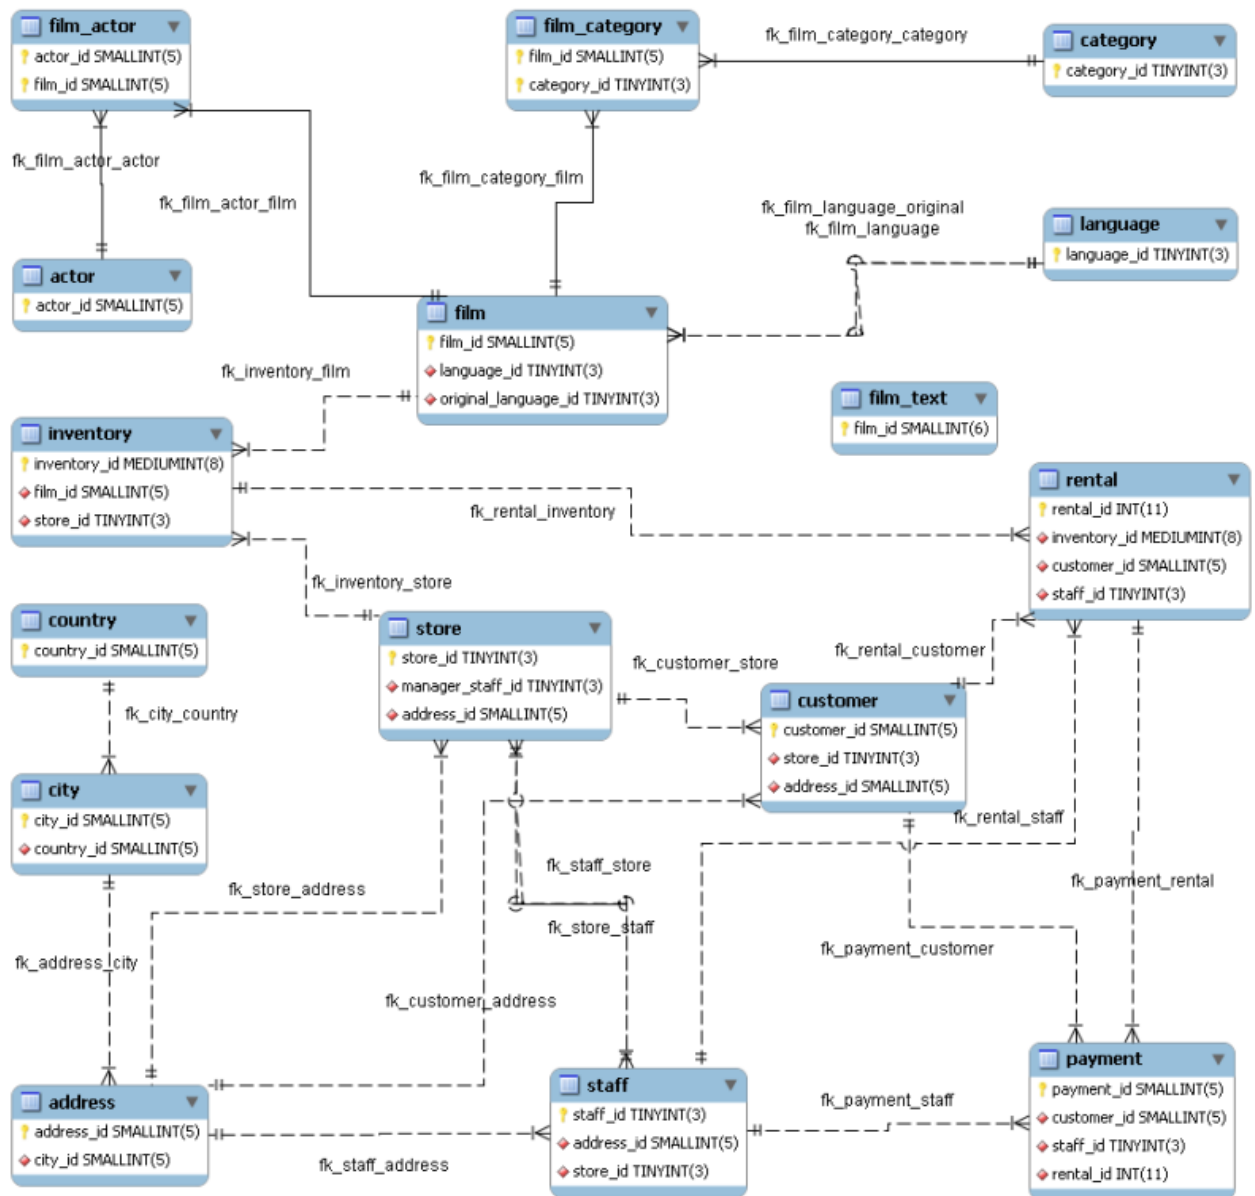 film_actor
actor_id SMALLINT(5)
film_id SMALLINT(5)
film_category
film_id SMALLINT(5)
category_id TINYINT(3)
fk_film_category_category
category
category_id TINYINT(3)
fk_film_actor_actor
fk_film_actor_film
fk_film_category_film
fk_film_language_original
fk_film_language
language
language_id TINYINT(3)
actor
actor_id SMALLINT(5)
film
film_id SMALLINT(5)
language_id TINYINT(3)
original_language_id TINYINT(3)
fk_inventory_film
film_text
film_id SMALLINT(6)
inventory
inventory_id MEDIUMINT(8)
film_id SMALLINT(5)
store_id TINYINT(3)
fk_rental_inventory
rental
rental_id INT(11)
inventory_id MEDIUMINT(8)
customer_id SMALLINT(5)
staff_id TINYINT(3)
fk_inventory_store
country
country_id SMALLINT(5)
store
store_id TINYINT(3)
manager_staff_id TINYINT(3)
address_id SMALLINT(5)
fk_customer_store
fk_rental_customer
customer
customer_id SMALLINT(5)
store_id TINYINT(3)
address_id SMALLINT(5)
fk_city_country
city
city_id SMALLINT(5)
country_id SMALLINT(5)
fk_rental_staff
fk_staff_store
fk_store_address
fk_store_staff
fk_payment_rental
fk_payment_customer
fk_address_city
fk_customer_address
address
address_id SMALLINT(5)
city_id SMALLINT(5)
fk_staff_address
staff
staff_id TINYINT(3)
address_id SMALLINT(5)
store_id TINYINT(3)
fk_payment_staff
payment
payment_id SMALLINT(5)
customer_id SMALLINT(5)
staff_id TINYINT(3)
rental_id INT(11)